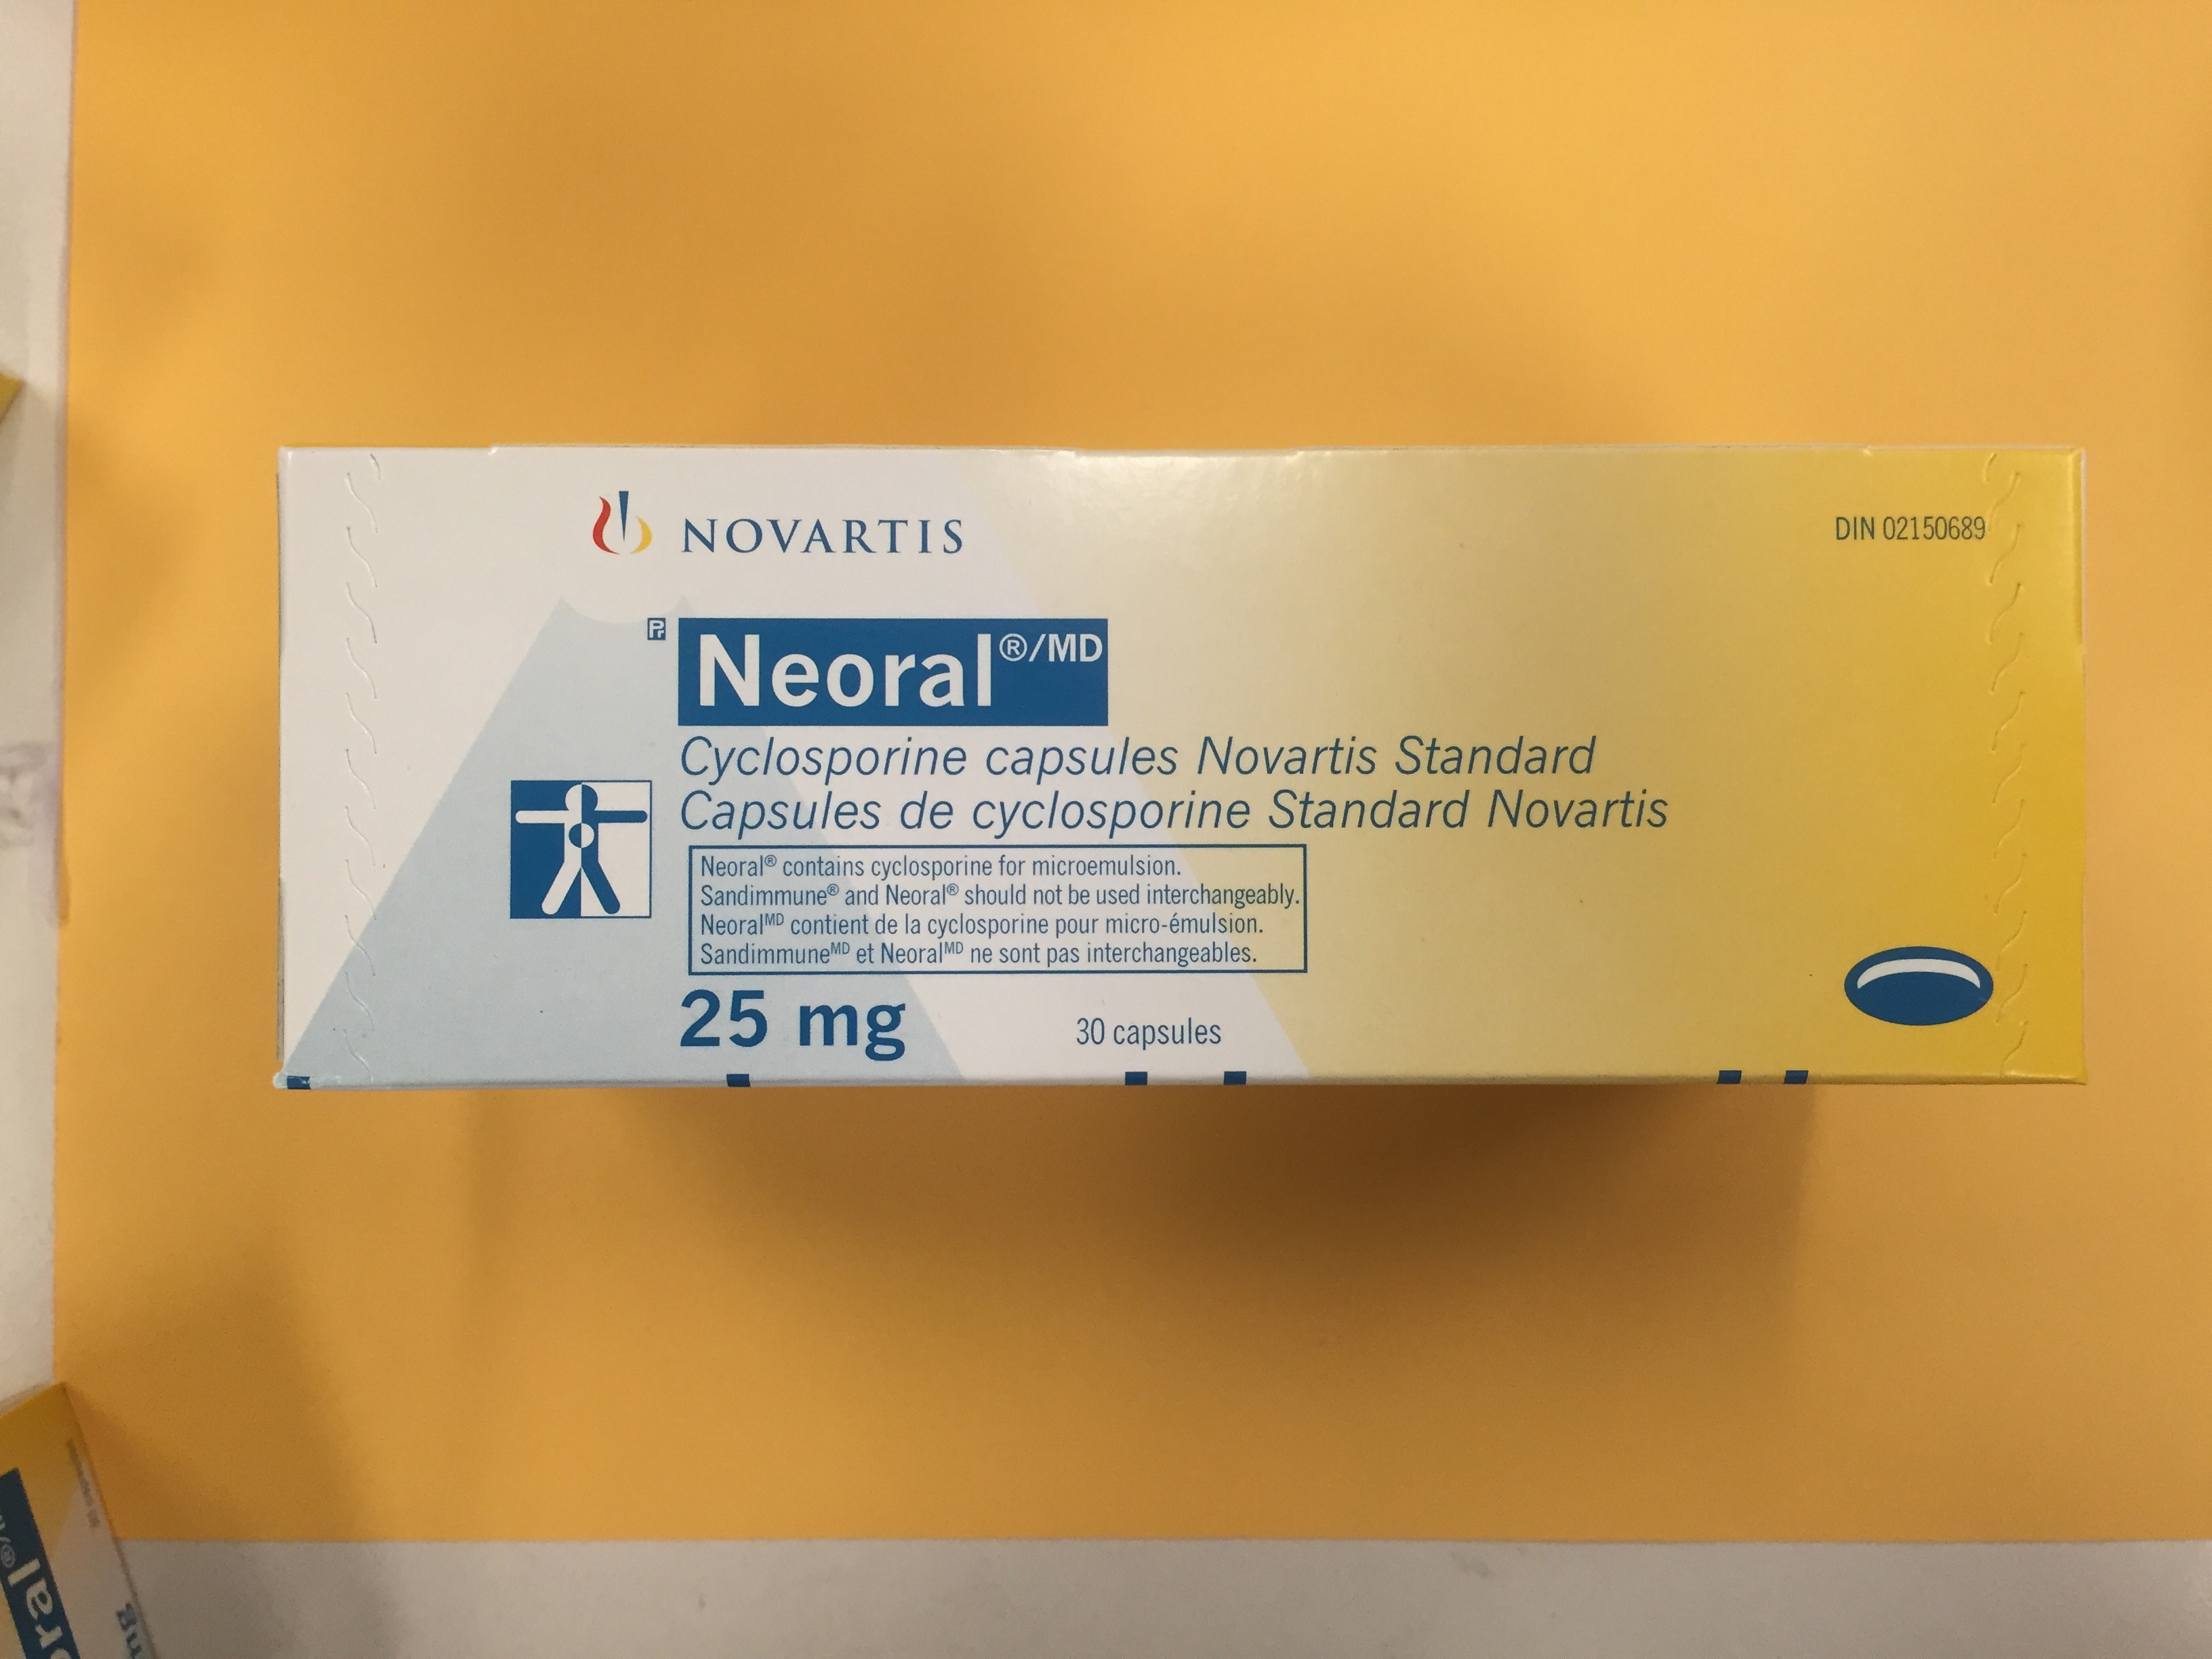 NOVARTIS
DIN 02150689
Pr Neoral®/MD
Cyclosporine capsules Novartis Standard
Capsules de cyclosporine Standard Novartis
Neoral® contains cyclosporine for microemulsion.
Sandimmune® and Neoral® should not be used interchangeably.
Neoralᴹᴰ contient de la cyclosporine pour micro-émulsion.
Sandimmuneᴹᴰ et Neoralᴹᴰ ne sont pas interchangeables.
25 mg
30 capsules